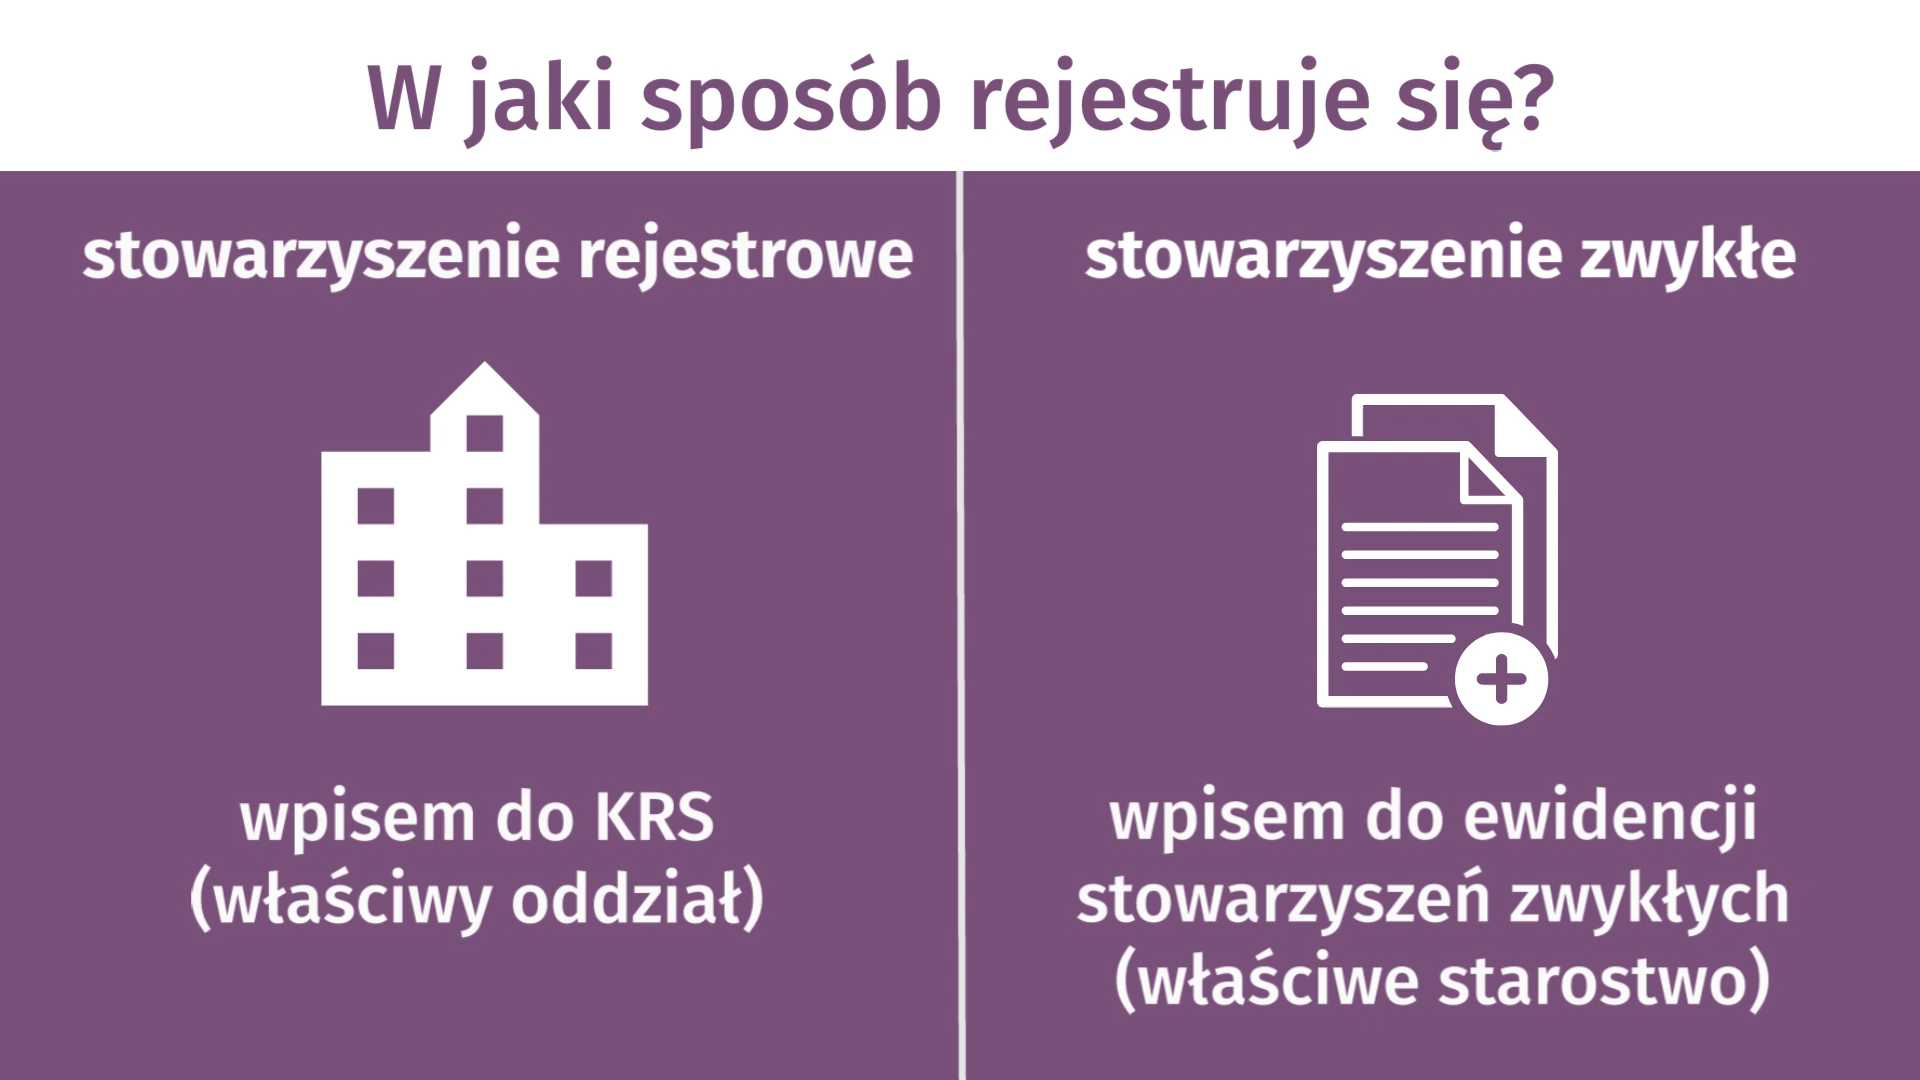 W jaki sposób rejestruje się?
stowarzyszenie rejestrowe
wpisem do KRS
(właściwy oddział)
stowarzyszenie zwykłe
wpisem do ewidencji
stowarzyszeń zwykłych
(właściwe starostwo)